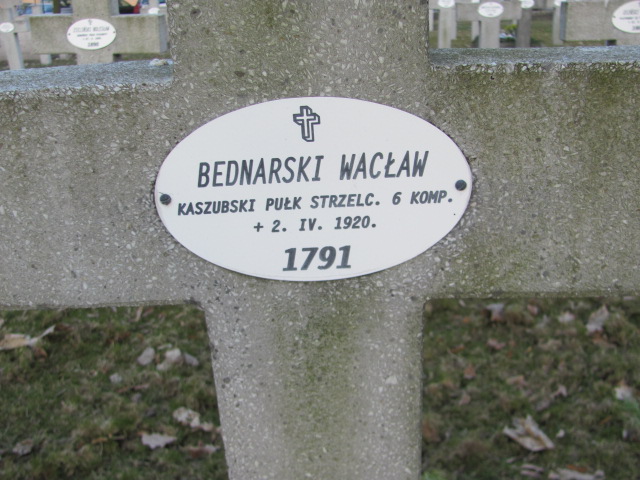 BEDNARSKI WACŁAW
KASZUBSKI PUŁK STRZELC. 6 KOMP.
+ 2. IV. 1920.
1791